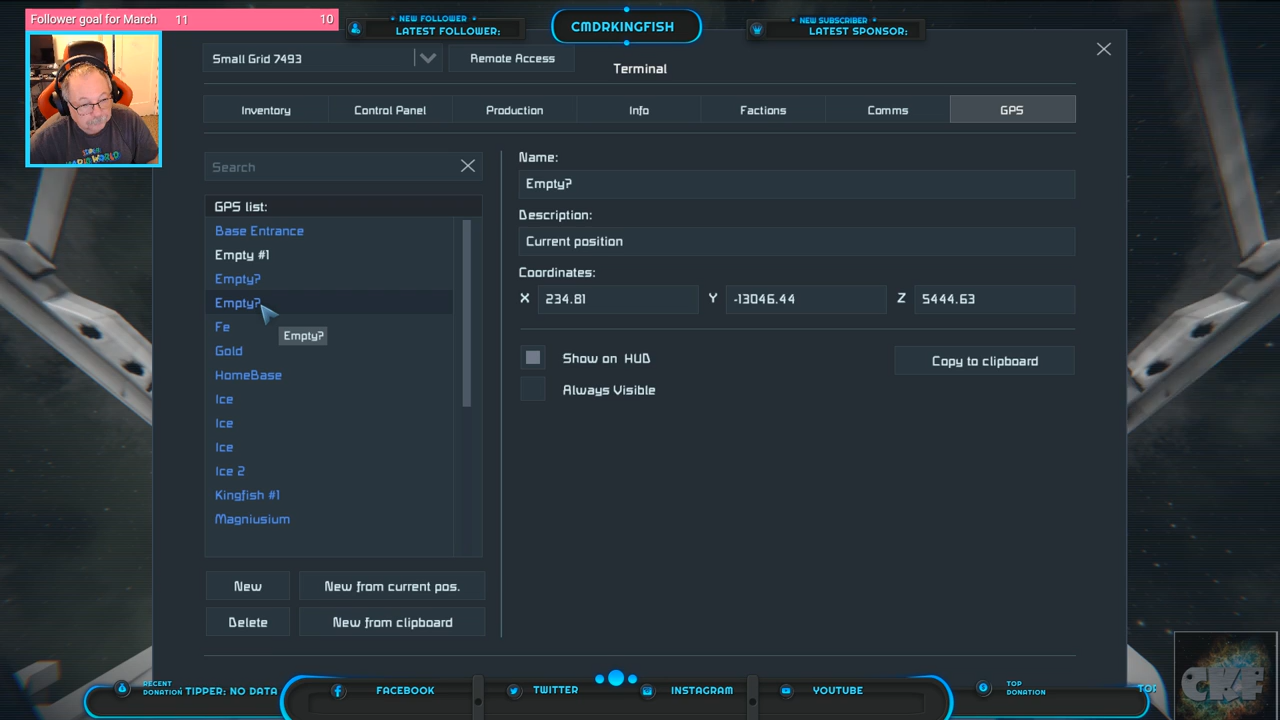 Follower goal for March 11 10
NEW FOLLOWER
LATEST FOLLOWER:
CMDRKINGFISH
NEW SUBSCRIBER
LATEST SPONSOR:
Small Grid 7493
Remote Access
Terminal
Inventory
Control Panel
Production
Info
Factions
Comms
GPS
Search
GPS list:
Base Entrance
Empty #1
Empty?
Empty?
Empty?
Fe
Gold
HomeBase
Ice
Ice
Ice
Ice 2
Kingfish #1
Magniusium
New
New from current pos.
Delete
New from clipboard
Name:
Empty?
Description:
Current position
Coordinates:
X 234.81 Y -13046.44 Z 5444.63
Show on HUD
Copy to clipboard
Always Visible
RECENT DONATION
TIPPER: NO DATA
FACEBOOK
TWITTER
INSTAGRAM
YOUTUBE
TOP DONATION
TO
CKF